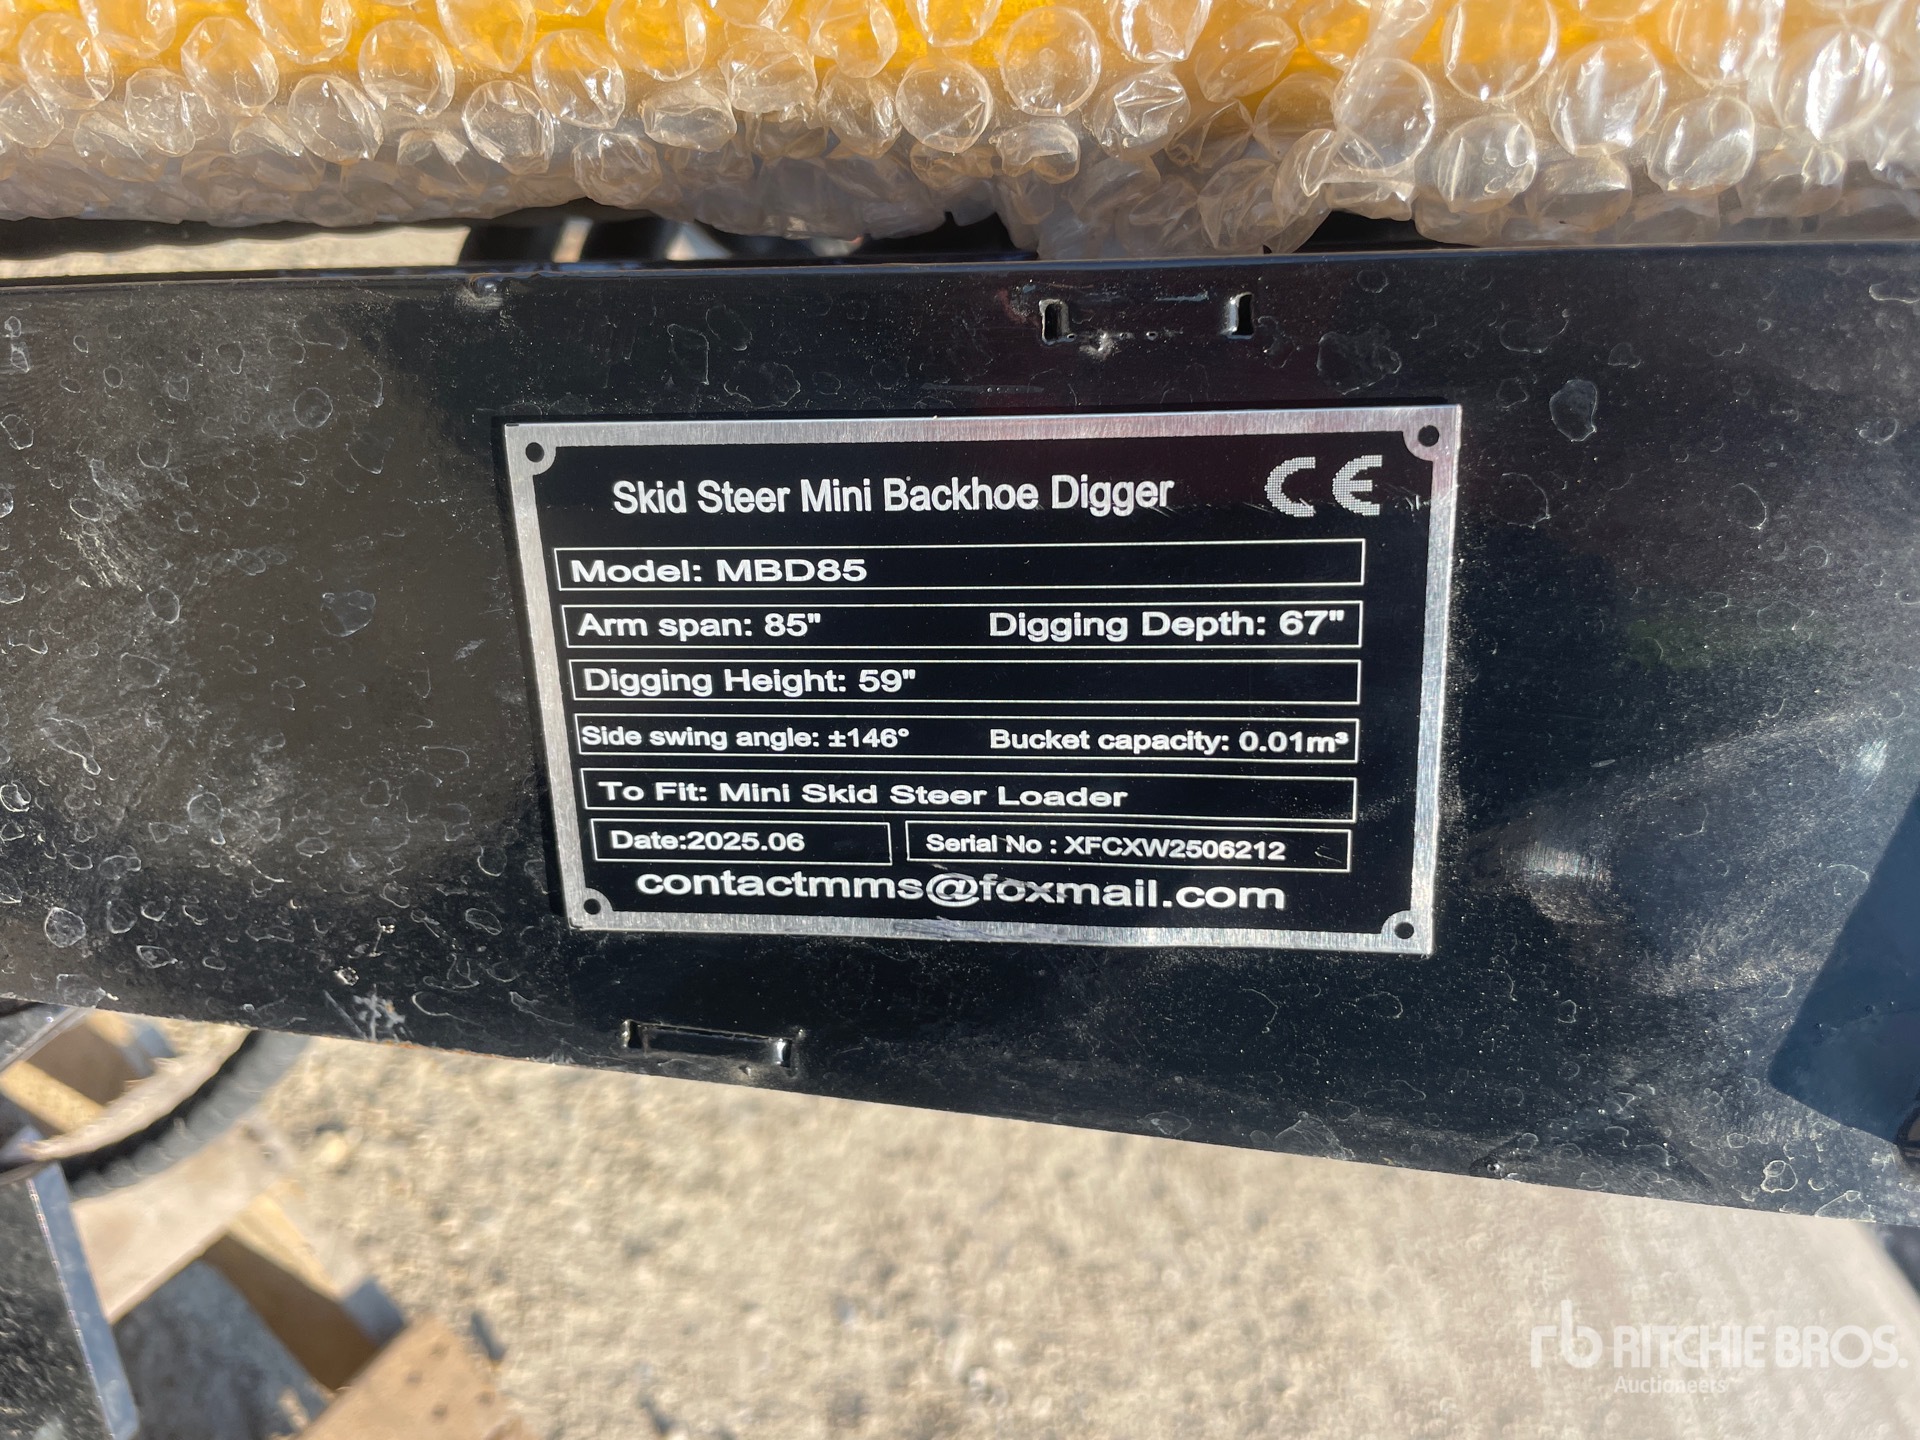 Skid Steer Mini Backhoe Digger CE
Model: MBD85
Arm span: 85" Digging Depth: 67"
Digging Height: 59"
Side swing angle: ±146° Bucket capacity: 0.01m³
To Fit: Mini Skid Steer Loader
Date:2025.06 Serial No : XFCXW2506212
contactmms@foxmail.com
rb RITCHIE BROS.
Auctioneers